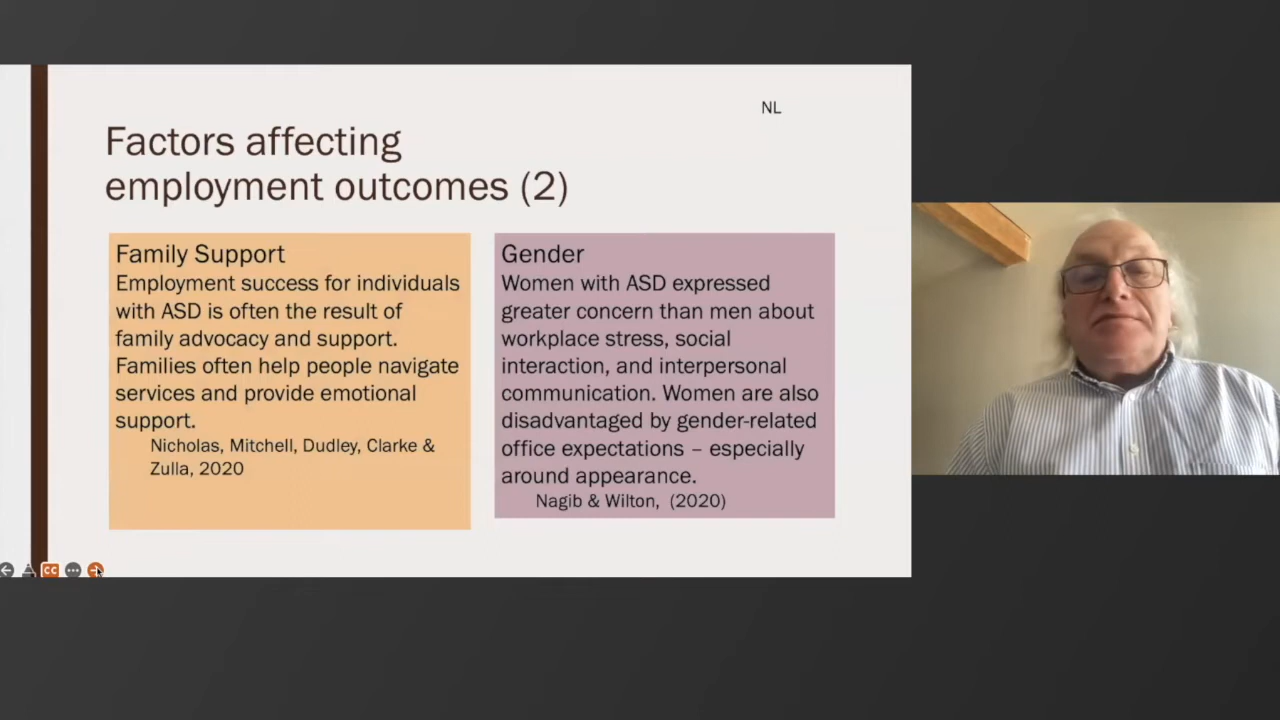 NL
Factors affecting
employment outcomes (2)
Family Support
Employment success for individuals
with ASD is often the result of
family advocacy and support.
Families often help people navigate
services and provide emotional
support.
Nicholas, Mitchell, Dudley, Clarke &
Zulla, 2020
Gender
Women with ASD expressed
greater concern than men about
workplace stress, social
interaction, and interpersonal
communication. Women are also
disadvantaged by gender-related
office expectations – especially
around appearance.
Nagib & Wilton,  (2020)
CC